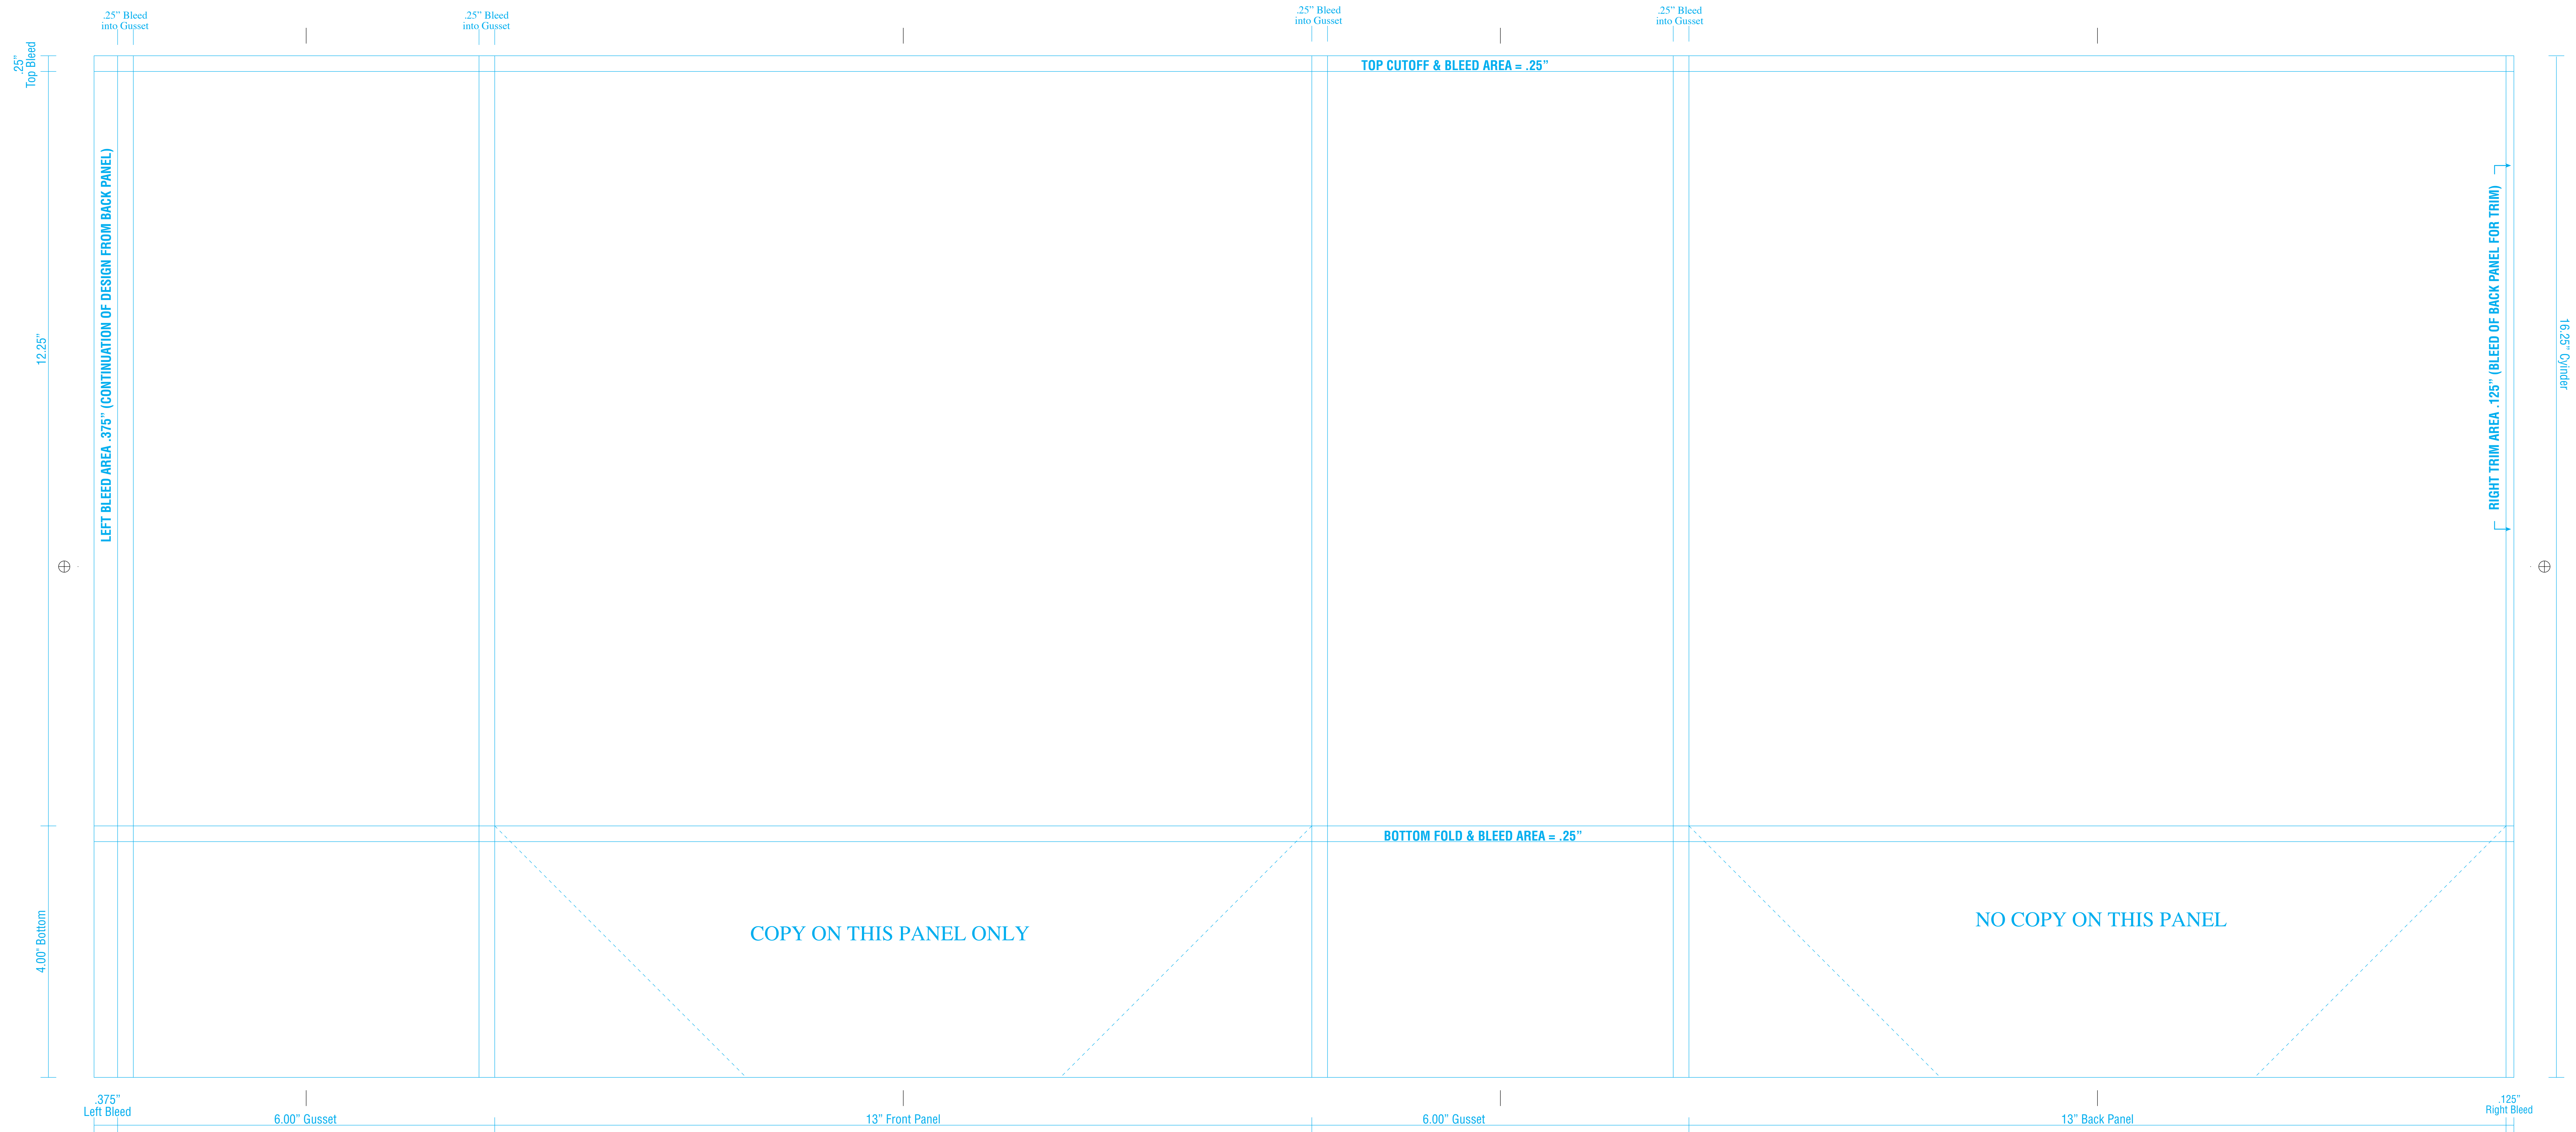 .25” Bleed
into Gusset
.25” Bleed
into Gusset
.25” Bleed
into Gusset
.25” Bleed
into Gusset
.25”
Top Bleed
TOP CUTOFF & BLEED AREA = .25”
LEFT BLEED AREA .375” (CONTINUATION OF DESIGN FROM BACK PANEL)
RIGHT TRIM AREA .125” (BLEED OF BACK PANEL FOR TRIM)
12.25”
16.25” Cyinder
BOTTOM FOLD & BLEED AREA = .25”
4.00" Bottom
COPY ON THIS PANEL ONLY
NO COPY ON THIS PANEL
.375”
Left Bleed
6.00” Gusset
13” Front Panel
6.00” Gusset
13” Back Panel
.125”
Right Bleed